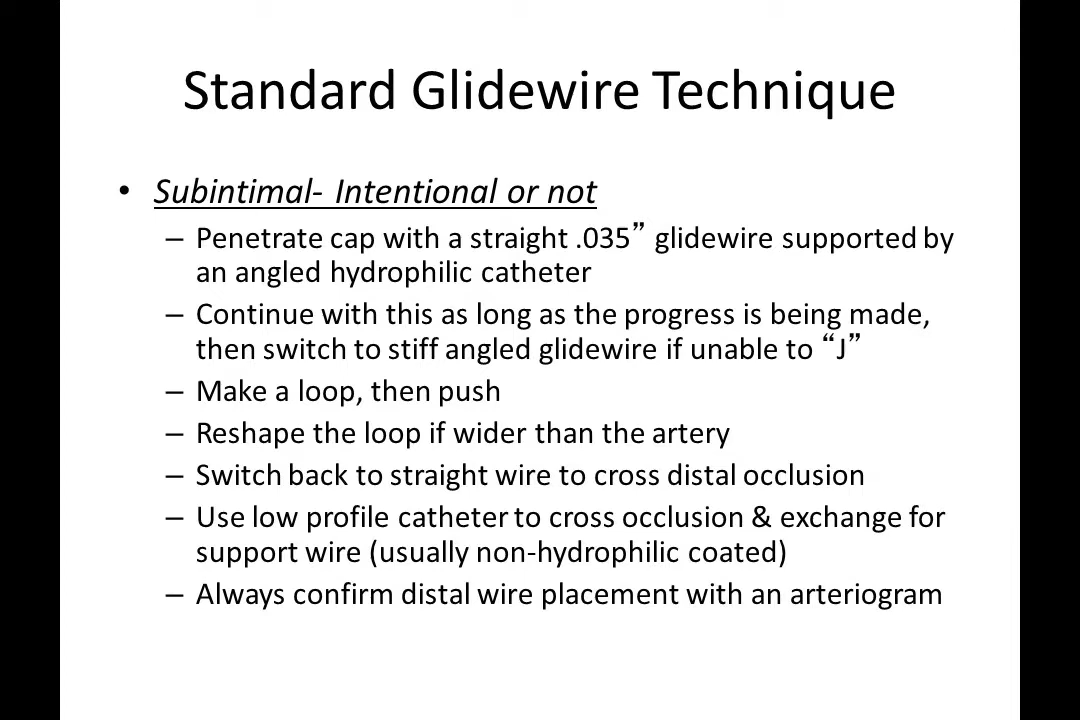 Standard Glidewire Technique
• Subintimal- Intentional or not
– Penetrate cap with a straight .035” glidewire supported by
an angled hydrophilic catheter
– Continue with this as long as the progress is being made,
then switch to stiff angled glidewire if unable to “J”
– Make a loop, then push
– Reshape the loop if wider than the artery
– Switch back to straight wire to cross distal occlusion
– Use low profile catheter to cross occlusion & exchange for
support wire (usually non-hydrophilic coated)
– Always confirm distal wire placement with an arteriogram